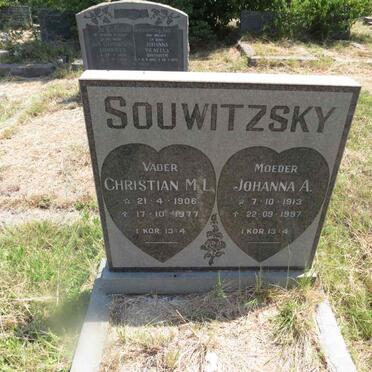 SOUWITZSKY
VADER
CHRISTIAN M.L.
☆ 21·4·1906
✝ 17·10·1977
1 KOR. 13:4
MOEDER
JOHANNA A.
☆ 7·10·1913
✝ 22·09·1997
1 KOR. 13:4
JOHANNA